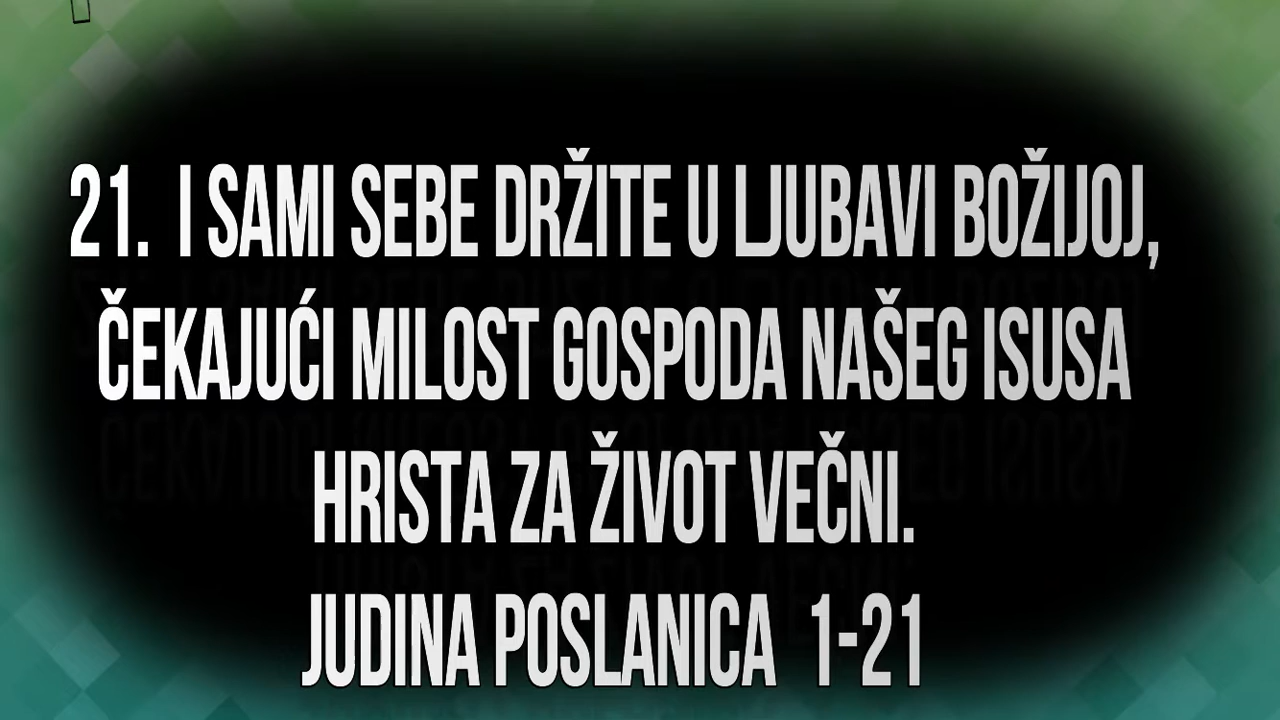 21. I SAMI SEBE DRŽITE U LJUBAVI BOŽIJOJ,
ČEKAJUĆI MILOST GOSPODA NAŠEG ISUSA
HRISTA ZA ŽIVOT VEČNI.
JUDINA POSLANICA 1-21